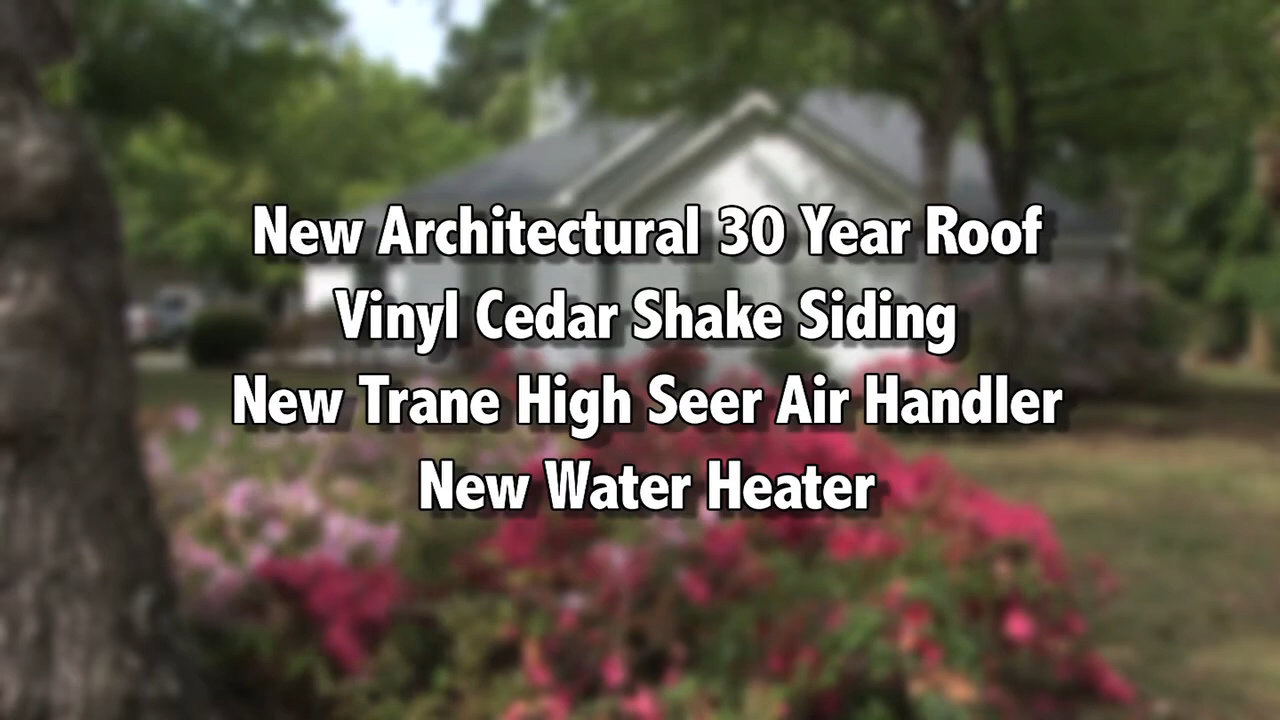 New Architectural 30 Year Roof
Vinyl Cedar Shake Siding
New Trane High Seer Air Handler
New Water Heater